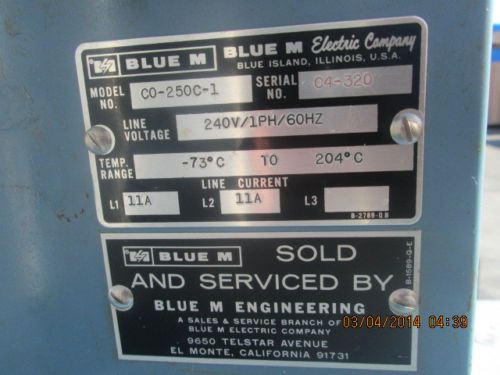 BLUE M BLUE M Electric Company
BLUE ISLAND, ILLINOIS, U.S.A.
MODEL NO. CO-250C-1 SERIAL NO. C4-320
LINE VOLTAGE 240V/1PH/60HZ
TEMP. RANGE -73°C TO 204°C
LINE CURRENT
L1 11A L2 11A L3
B-2789-Q B
BLUE M SOLD
AND SERVICED BY
BLUE M ENGINEERING
A SALES & SERVICE BRANCH OF
BLUE M ELECTRIC COMPANY
9650 TELSTAR AVENUE
EL MONTE, CALIFORNIA 91731
B-1589-Q-E
03/04/2014 04:39